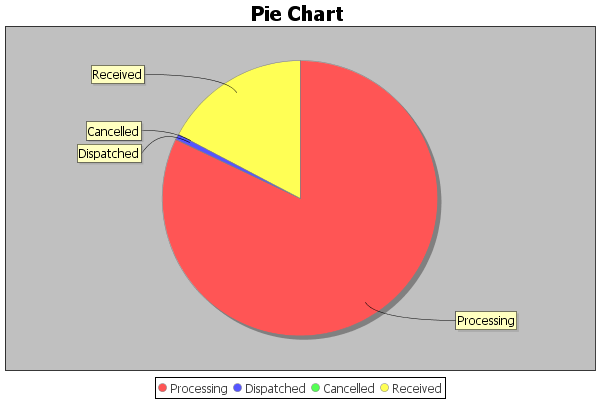 Pie Chart
Received
Cancelled
Dispatched
Processing
Processing Dispatched Cancelled Received